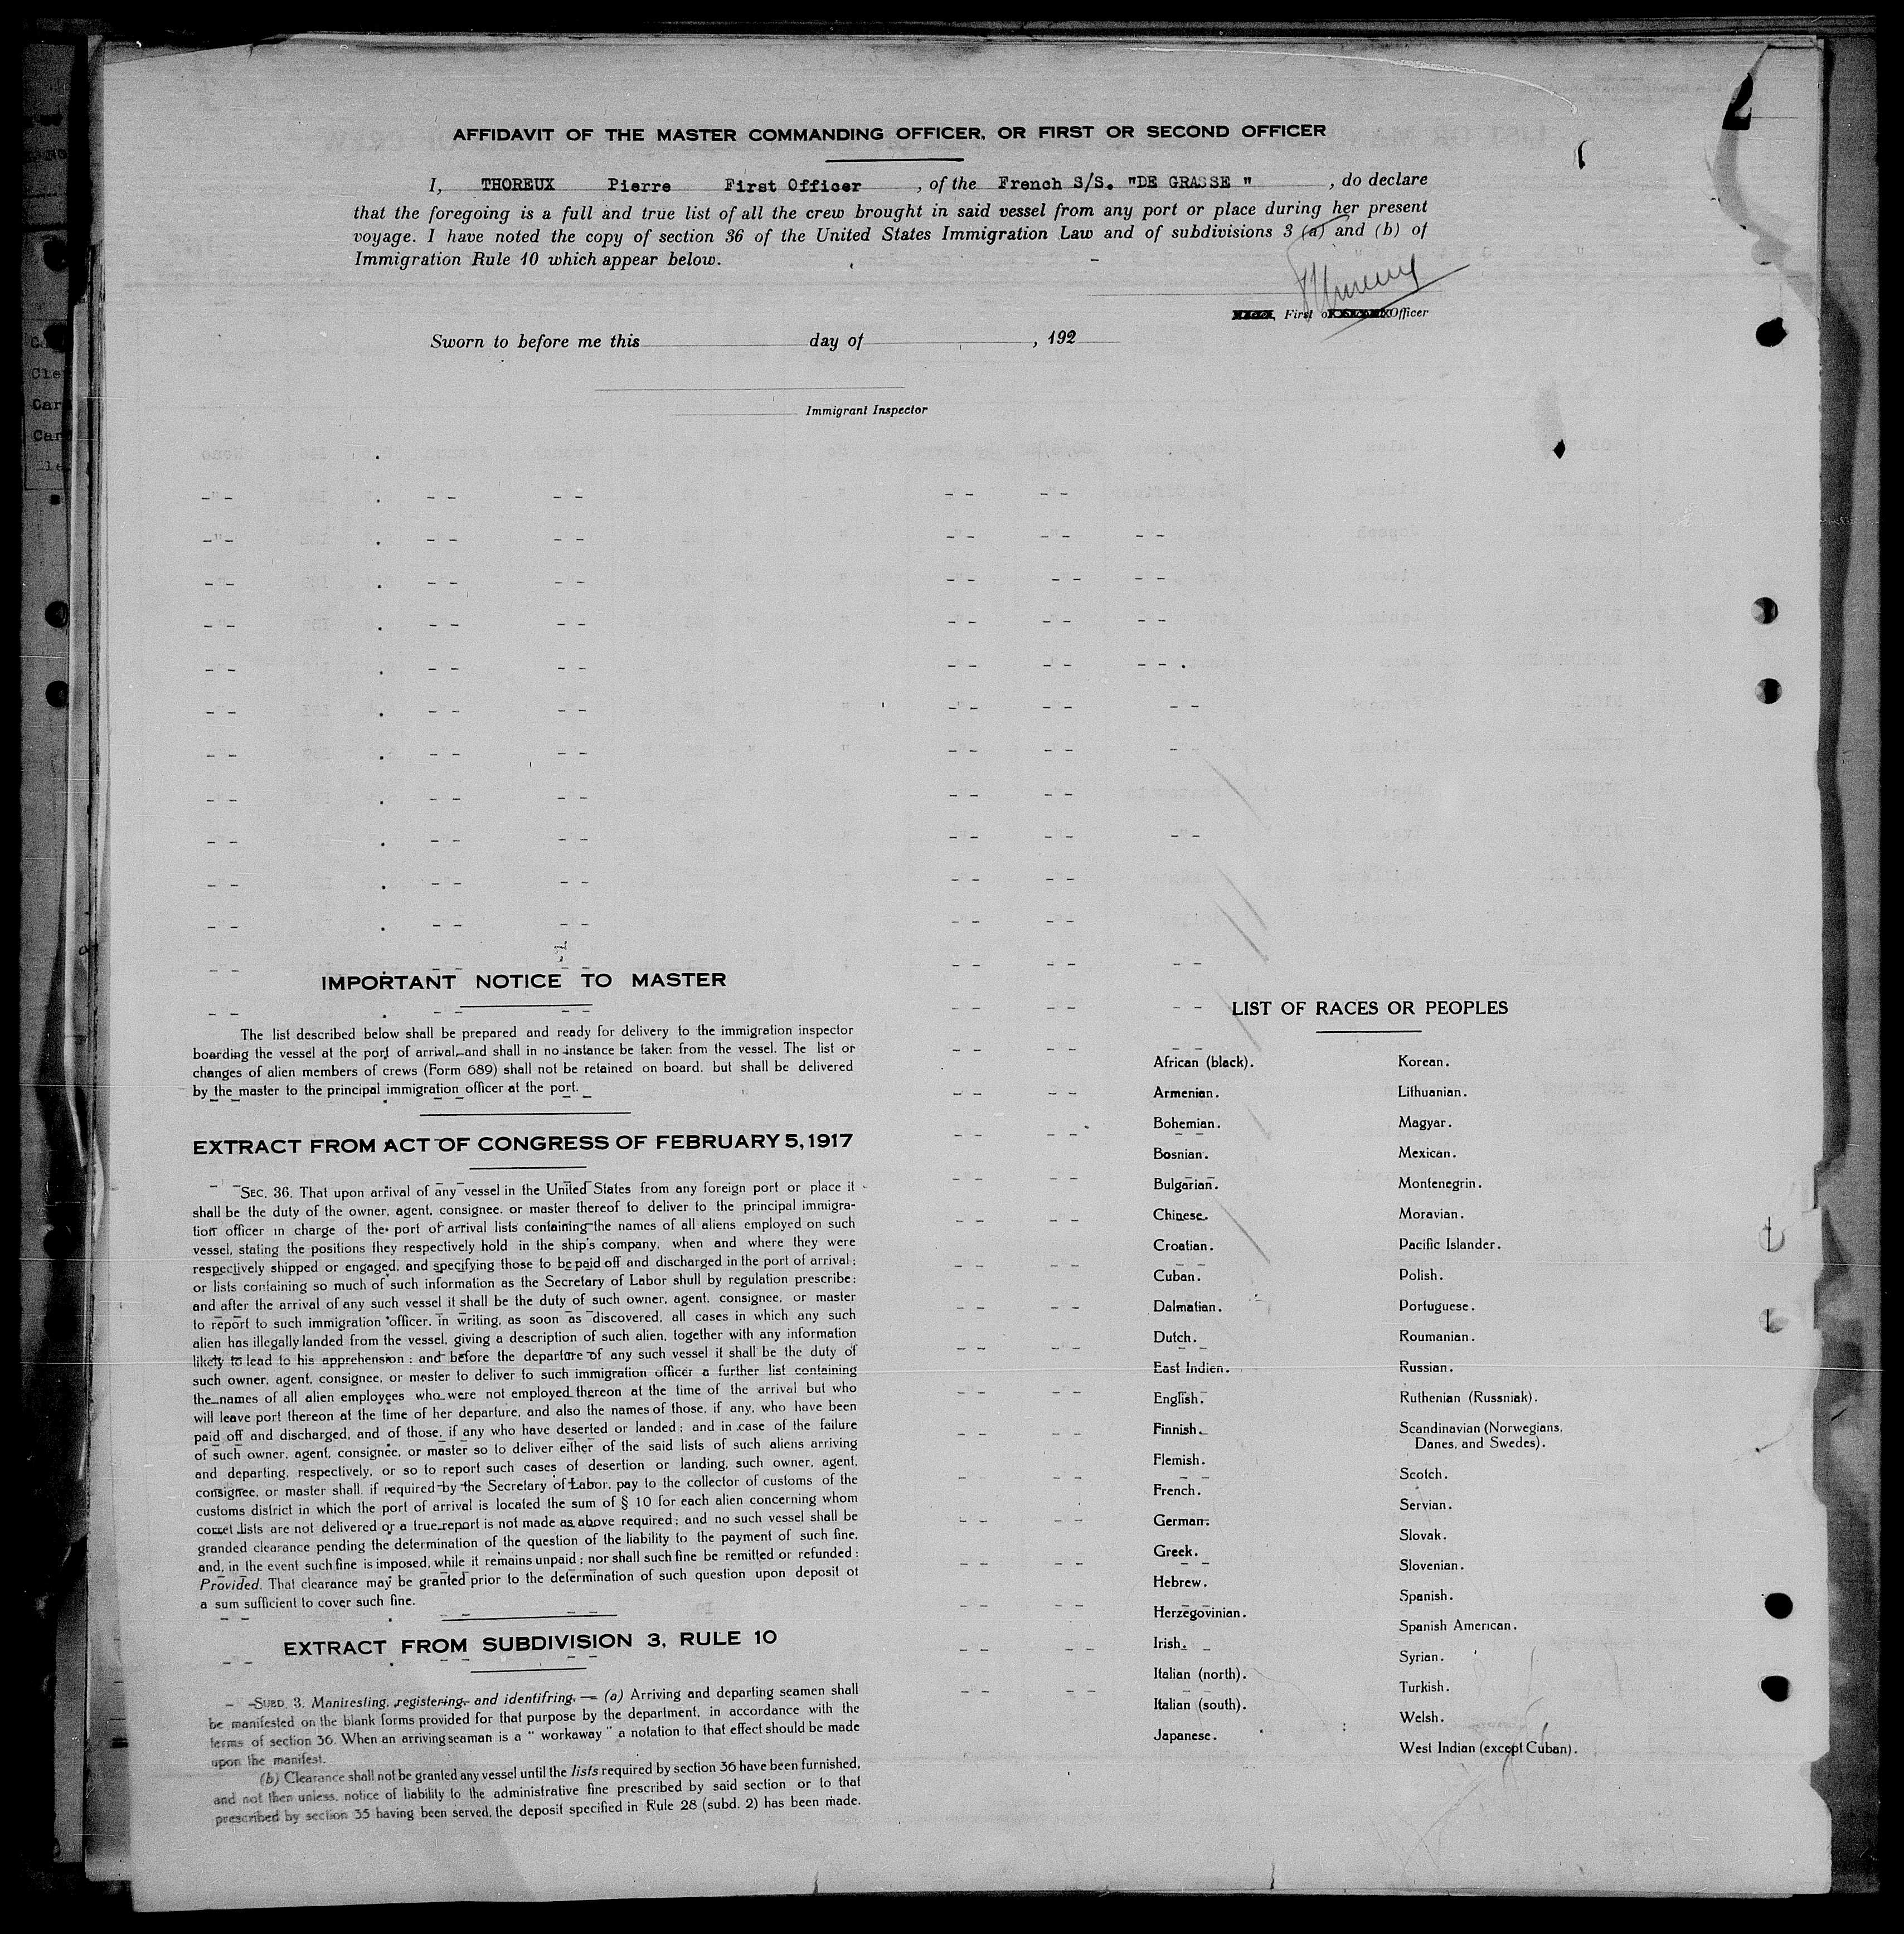 2
AFFIDAVIT OF THE MASTER COMMANDING OFFICER, OR FIRST OR SECOND OFFICER
I, THOREUX Pierre First Officer , of the French S/S. "DE GRASSE " , do declare
that the foregoing is a full and true list of all the crew brought in said vessel from any port or place during her present
voyage. I have noted the copy of section 36 of the United States Immigration Law and of subdivisions 3 (a) and (b) of
Immigration Rule 10 which appear below.
First o Officer
Sworn to before me this day of , 192
Immigrant Inspector
IMPORTANT NOTICE TO MASTER
The list described below shall be prepared and ready for delivery to the immigration inspector
boarding the vessel at the port of arrival, and shall in no instance be taken from the vessel. The list or
changes of alien members of crews (Form 689) shall not be retained on board. but shall be delivered
by the master to the principal immigration officer at the port.
EXTRACT FROM ACT OF CONGRESS OF FEBRUARY 5, 1917
SEC. 36. That upon arrival of any vessel in the United States from any foreign port or place it
shall be the duty of the owner, agent, consignee. or master thereof to deliver to the principal immigra-
tion officer in charge of the port of arrival lists containing the names of all aliens employed on such
vessel, stating the positions they respectively hold in the ship's company, when and where they were
respectively shipped or engaged, and specifying those to be paid off and discharged in the port of arrival;
or lists containing so much of such information as the Secretary of Labor shull by regulation prescribe;
and after the arrival of any such vessel it shall be the duty of such owner, agent, consignee, or master
to report to such immigration officer, in writing, as soon as discovered, all cases in which any such
alien has illegally landed from the vessel, giving a description of such alien, together with any information
likely to lead to his apprehension ; and before the departure of any such vessel it shall be the duty of
such owner, agent, consignee, or master to deliver to such immigration officer a further list containing
the names of all alien employees who were not employed thereon at the time of the arrival but who
will leave port thereon at the time of her departure, and also the names of those, if any, who have been
paid off and discharged, and of those, if any who have deserted or landed ; and in case of the failure
of such owner, agent, consignee, or master so to deliver either of the said lists of such aliens arriving
and departing, respectively, or so to report such cases of desertion or landing, such owner, agent,
consignee, or master shall, if required by the Secretary of Labor, pay to the collector of customs of the
customs district in which the port of arrival is located the sum of § 10 for each alien concerning whom
correct lists are not delivered or a true report is not made as above required ; and no such vessel shall be
granded clearance pending the determination of the question of the liability to the payment of such fine,
and, in the event such fine is imposed, while it remains unpaid ; nor shall such fine be remitted or refunded :
Provided, That clearance may be granted prior to the determination of such question upon deposit of
a sum sufficient to cover such fine.
EXTRACT FROM SUBDIVISION 3, RULE 10
SUBD. 3. Manifesting, registering, and identifring. — (a) Arriving and departing seamen shall
be manifested on the blank forms provided for that purpose by the department, in accordance with the
terms of section 36. When an arriving seaman is a " workaway " a notation to that effect should be made
upon the manifest.
(b) Clearance shall not be granted any vessel until the lists required by section 36 have been furnished,
and not then unless, notice of liability to the administrative fine prescribed by said section or to that
prescribed by section 35 having been served, the deposit specified in Rule 28 (subd. 2) has been made.
LIST OF RACES OR PEOPLES
African (black).
Armenian.
Bohemian.
Bosnian.
Bulgarian.
Chinese.
Croatian.
Cuban.
Dalmatian.
Dutch.
East Indien.
English.
Finnish.
Flemish.
French.
German.
Greek.
Hebrew.
Herzegovinian.
Irish.
Italian (north).
Italian (south).
Japanese.
Korean.
Lithuanian.
Magyar.
Mexican.
Montenegrin.
Moravian.
Pacific Islander.
Polish.
Portuguese.
Roumanian.
Russian.
Ruthenian (Russniak).
Scandinavian (Norwegians,
Danes, and Swedes).
Scotch.
Servian.
Slovak.
Slovenian.
Spanish.
Spanish American.
Syrian.
Turkish.
Welsh.
West Indian (except Cuban).